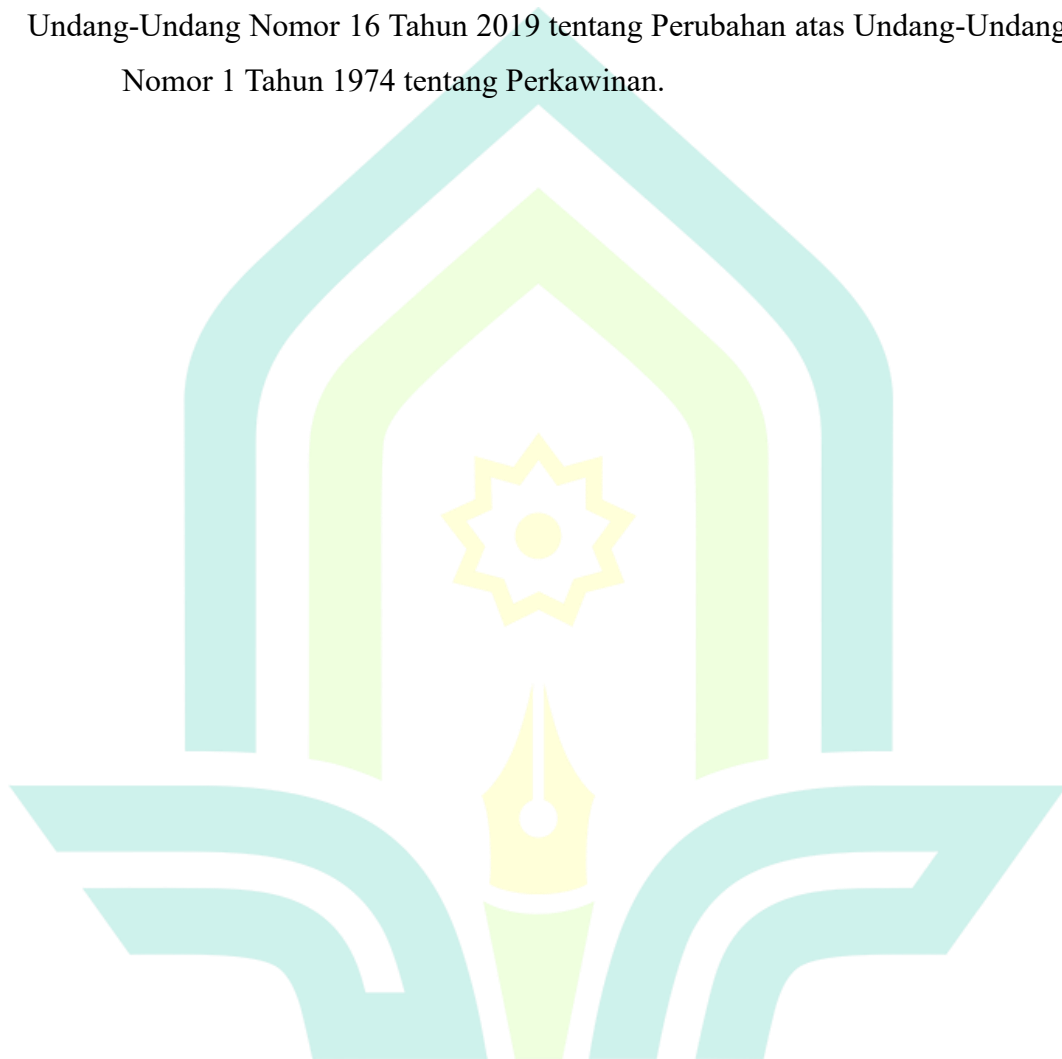 Undang-Undang Nomor 16 Tahun 2019 tentang Perubahan atas Undang-Undang
Nomor 1 Tahun 1974 tentang Perkawinan.